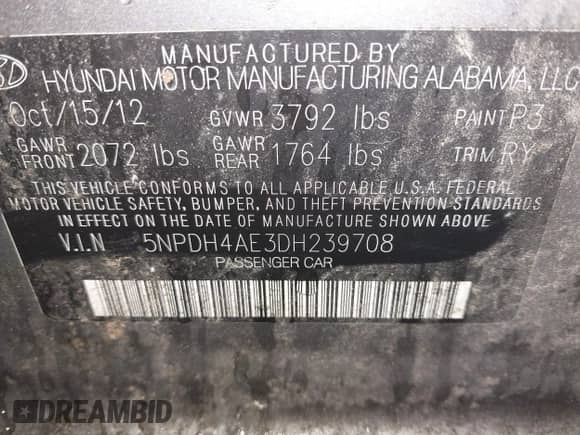 MANUFACTURED BY
HYUNDAI MOTOR MANUFACTURING ALABAMA, LLC
Oct/15/12 GVWR 3792 lbs PAINT P3
GAWR FRONT 2072 lbs GAWR REAR 1764 lbs TRIM RY
THIS VEHICLE CONFORMS TO ALL APPLICABLE U.S.A. FEDERAL
MOTOR VEHICLE SAFETY, BUMPER, AND THEFT PREVENTION STANDARDS
IN EFFECT ON THE DATE OF MANUFACTURE SHOWN ABOVE.
V.I.N 5NPDH4AE3DH239708
PASSENGER CAR
DREAMBID